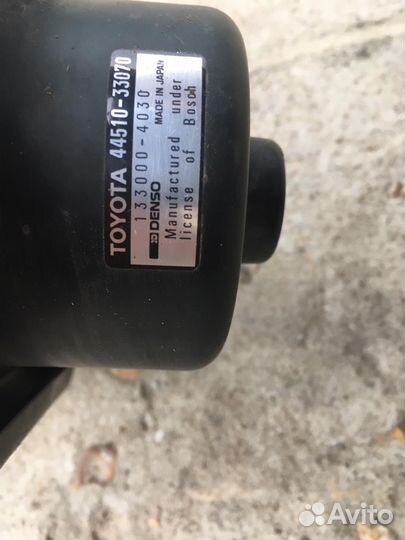 TOYOTA 44510-33070
133000-4030
DENSO MADE IN JAPAN
Manufactured under
license of Bosch
Avito